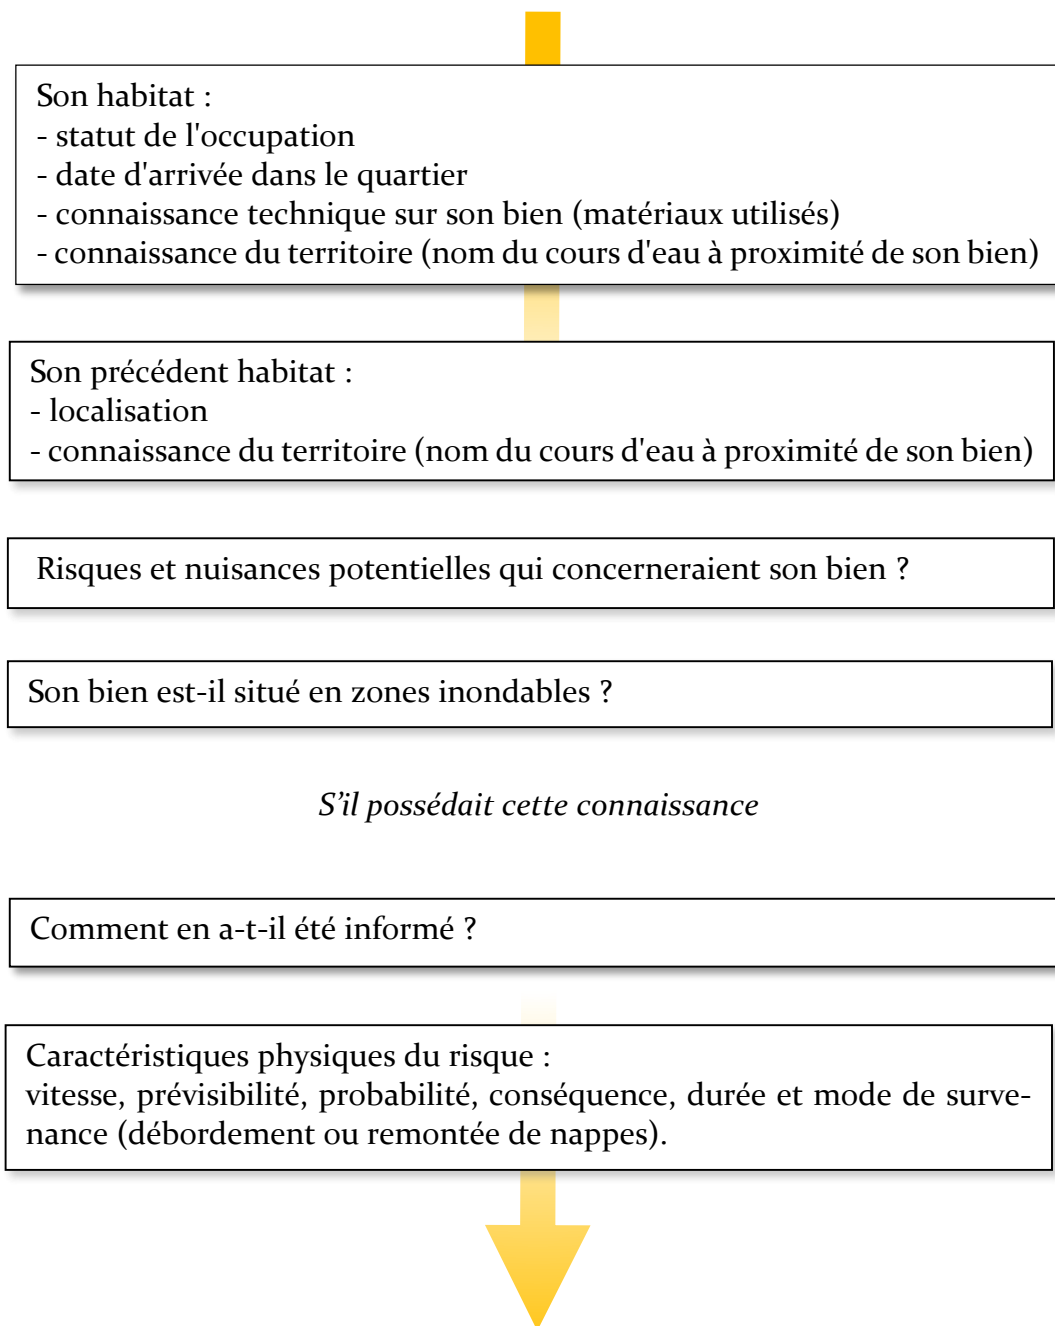 Son habitat :
- statut de l'occupation
- date d'arrivée dans le quartier
- connaissance technique sur son bien (matériaux utilisés)
- connaissance du territoire (nom du cours d'eau à proximité de son bien)
Son précédent habitat :
- localisation
- connaissance du territoire (nom du cours d'eau à proximité de son bien)
Risques et nuisances potentielles qui concerneraient son bien ?
Son bien est-il situé en zones inondables ?
S'il possédait cette connaissance
Comment en a-t-il été informé ?
Caractéristiques physiques du risque :
vitesse, prévisibilité, probabilité, conséquence, durée et mode de surve-
nance (débordement ou remontée de nappes).